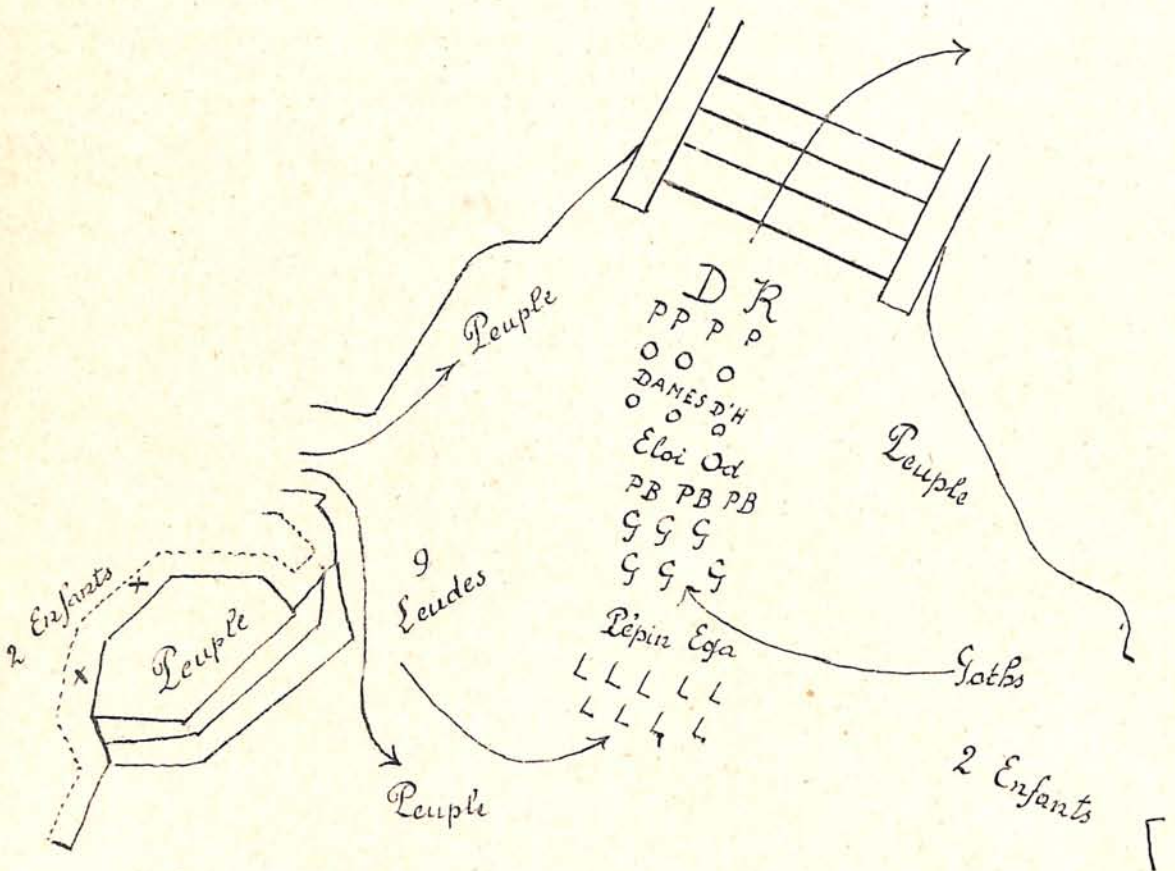 D R
P P P P
O O O
DAMES D'H
O O O
Eloi Od
PB PB PB
G G G
G G G
Pépin Ega
L L L L L
L L L L
Peuple
Peuple
9
Leudes
2 Enfants
x
x
Peuple
Peuple
Goths
2 Enfants